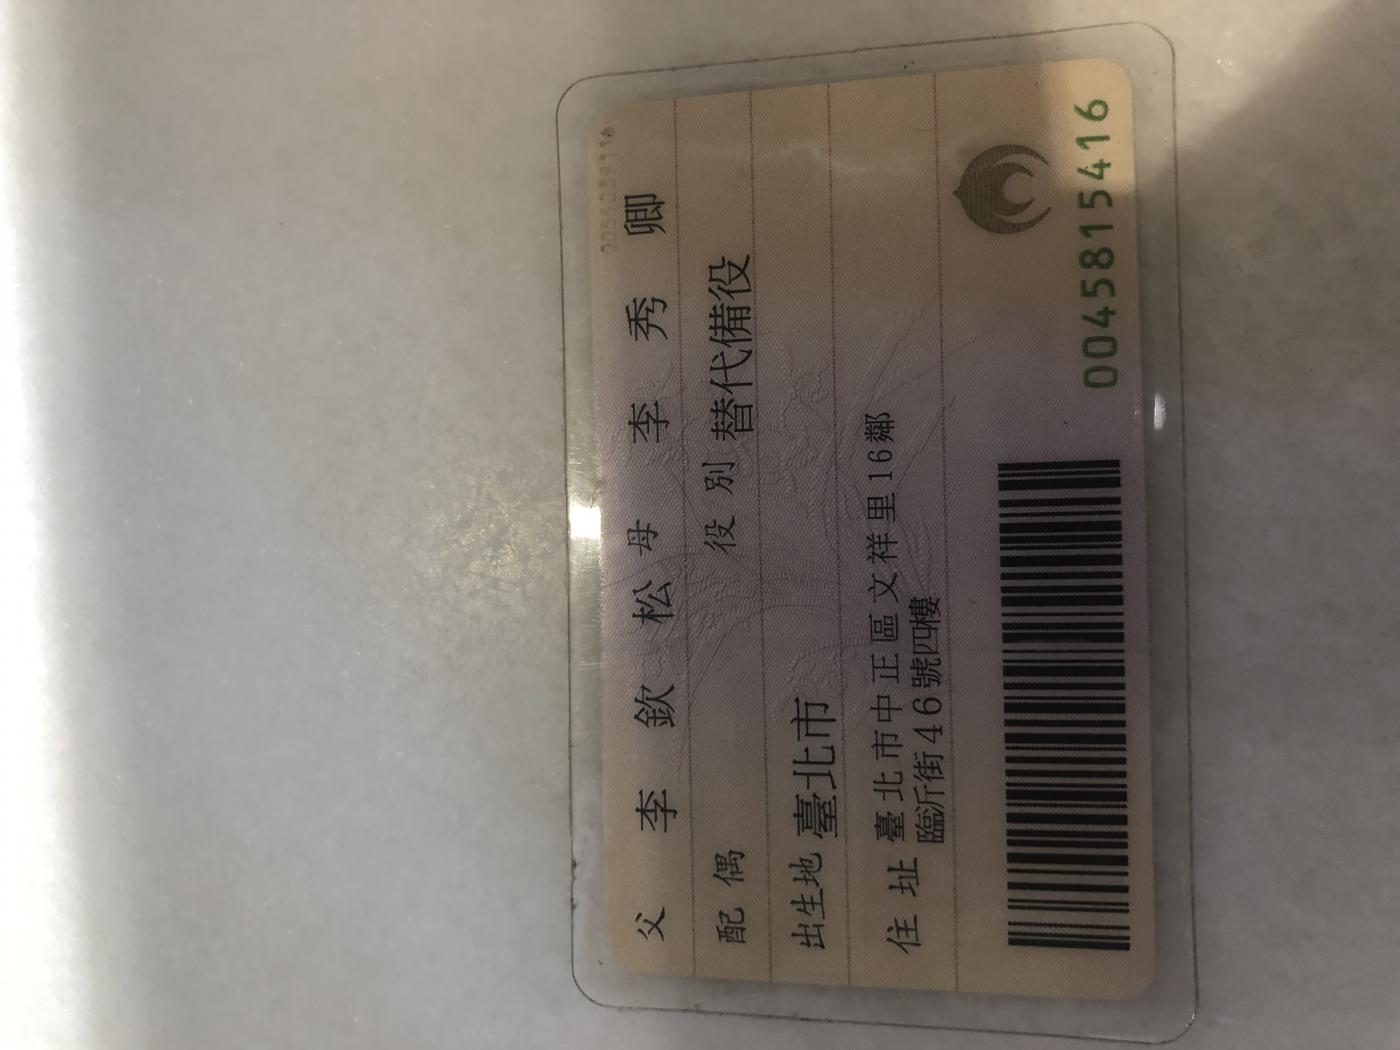 父 李欽松 母 李秀卿
配偶 役別 替代備役
出生地 臺北市
住址 臺北市中正區文祥里16鄰
臨沂街46號四樓
0045815416